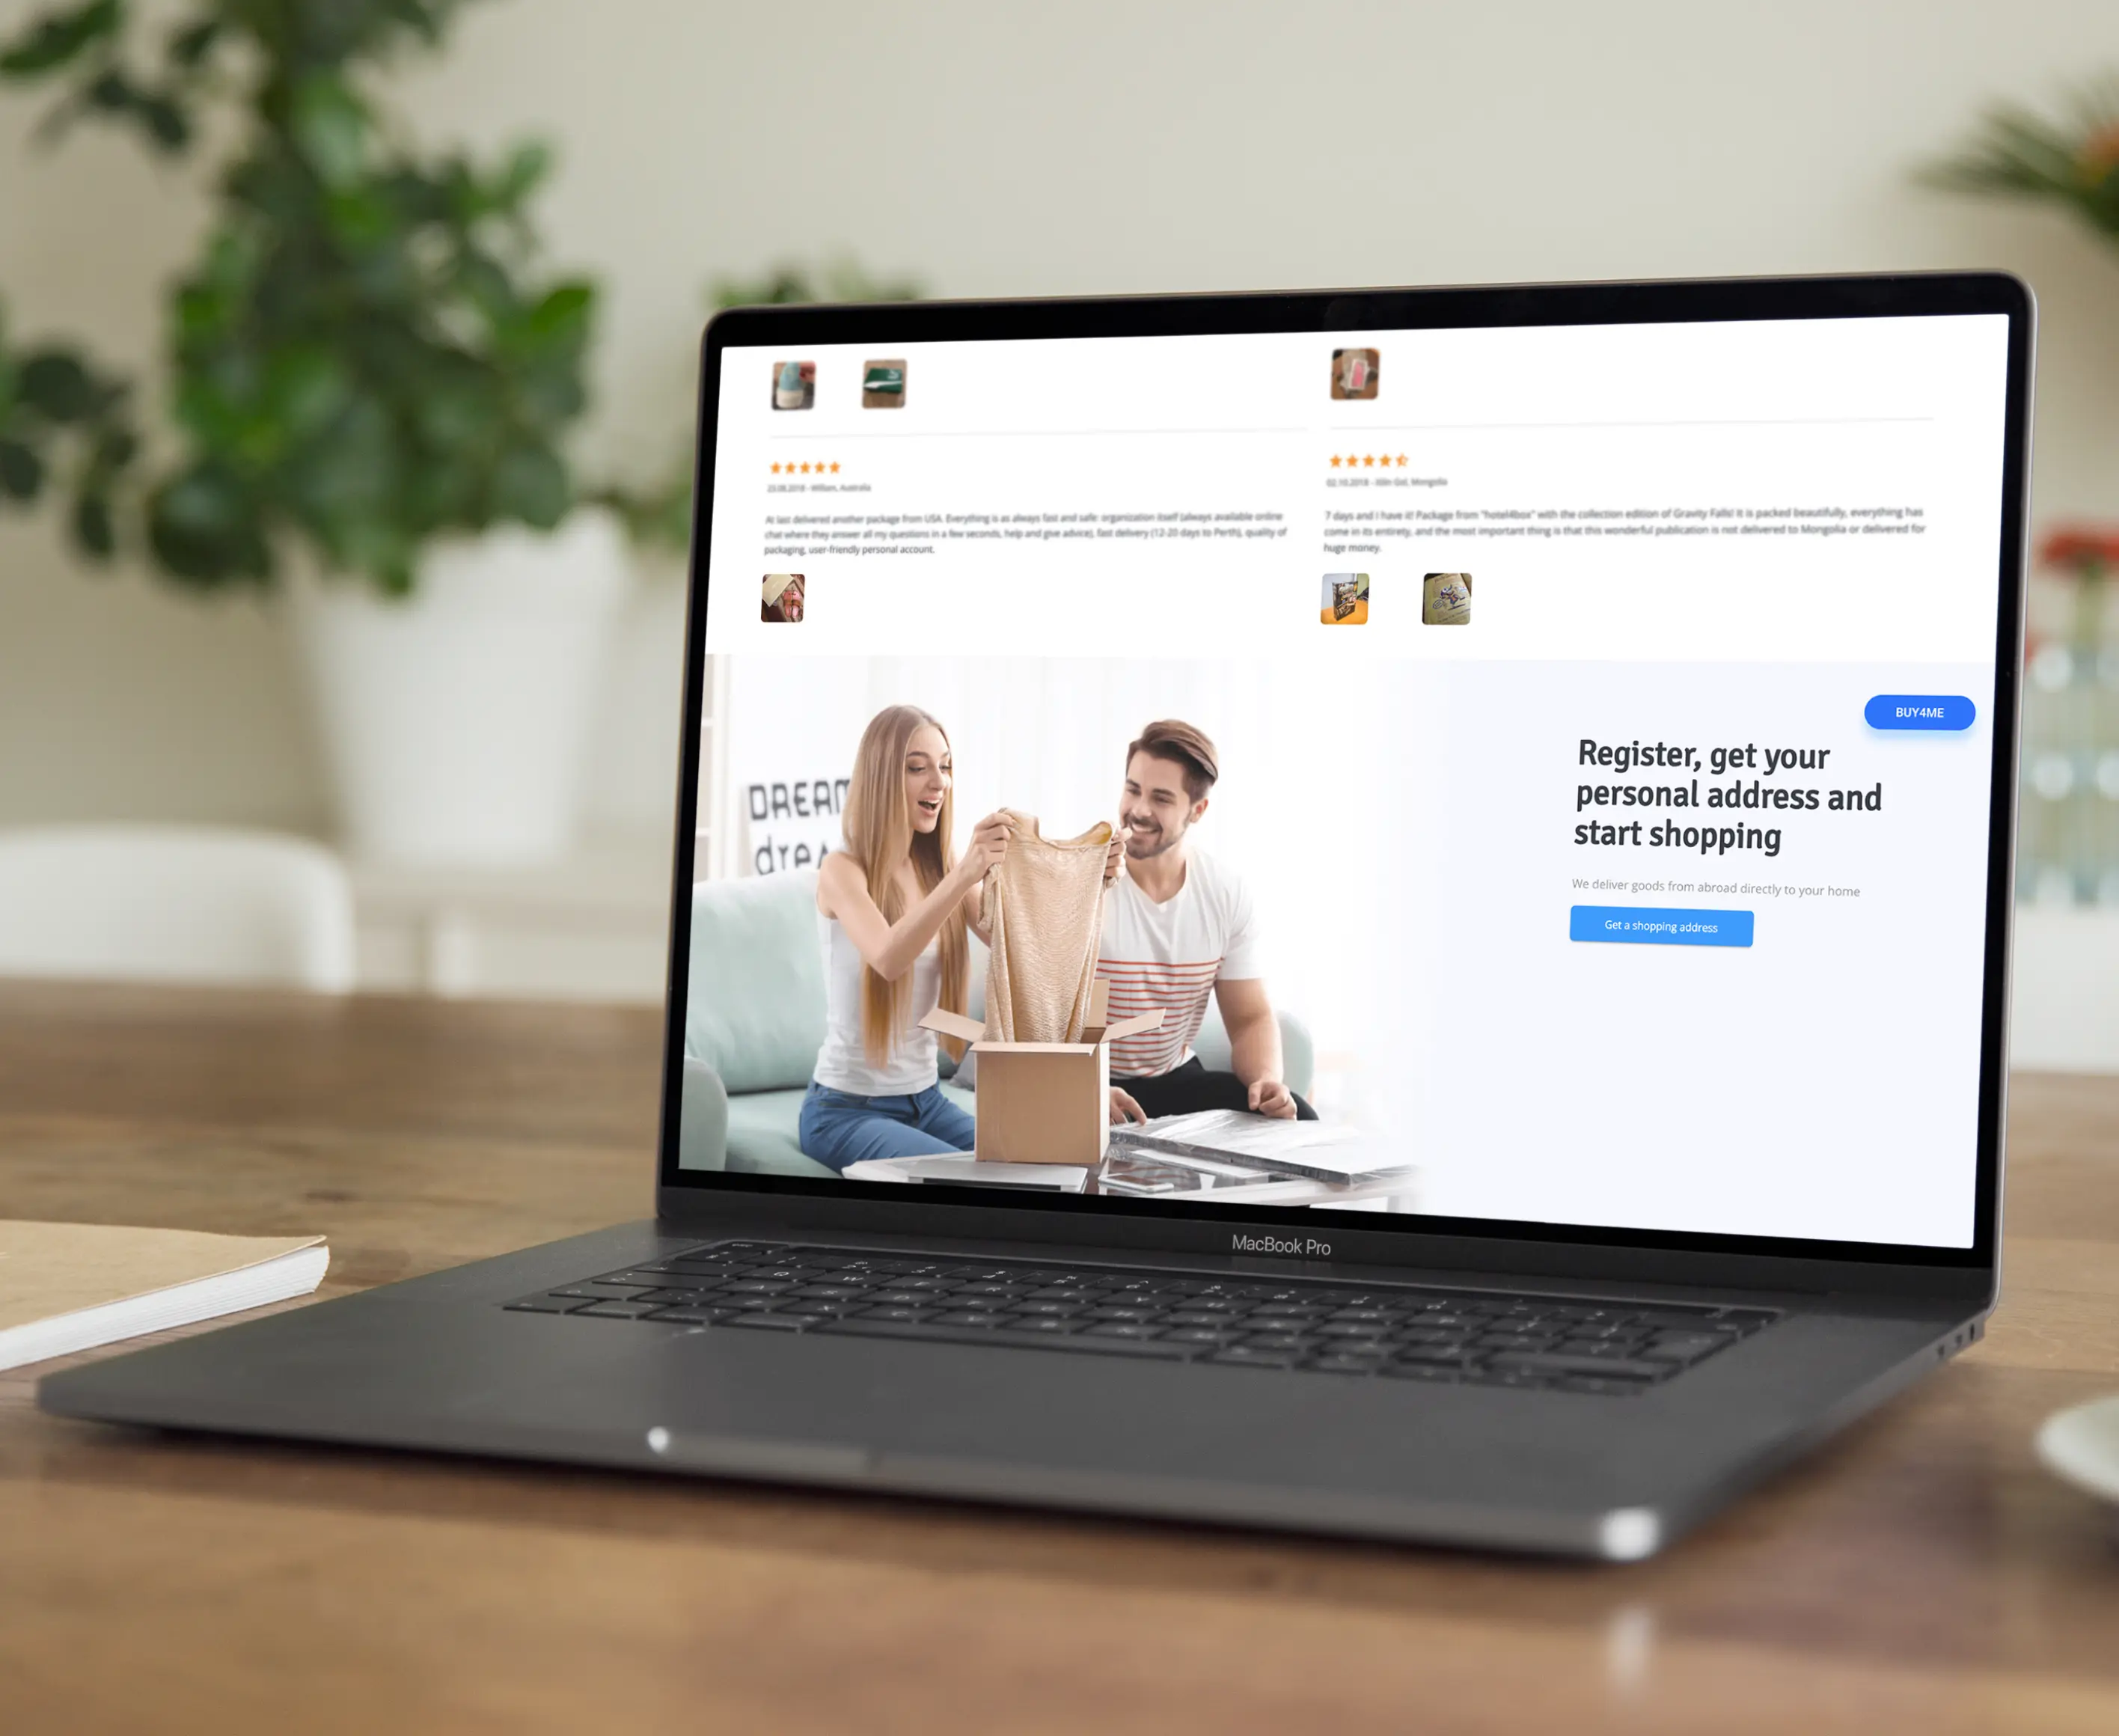 23.08.2018 - William, Australia
At last delivered another package from USA. Everything is as always fast and safe: organization itself (always available online
chat where they answer all my questions in a few seconds, help and give advice), fast delivery (12-20 days to Perth), quality of
packaging, user-friendly personal account.
02.10.2018 - Mongolia
7 days and I have it! Package from "hotel4box" with the collection edition of Gravity Falls! It is packed beautifully, everything has
come in its entirety, and the most important thing is that this wonderful publication is not delivered to Mongolia or delivered for
huge money.
DREAM
BUY4ME
Register, get your
personal address and
start shopping
We deliver goods from abroad directly to your home
Get a shopping address
MacBook Pro